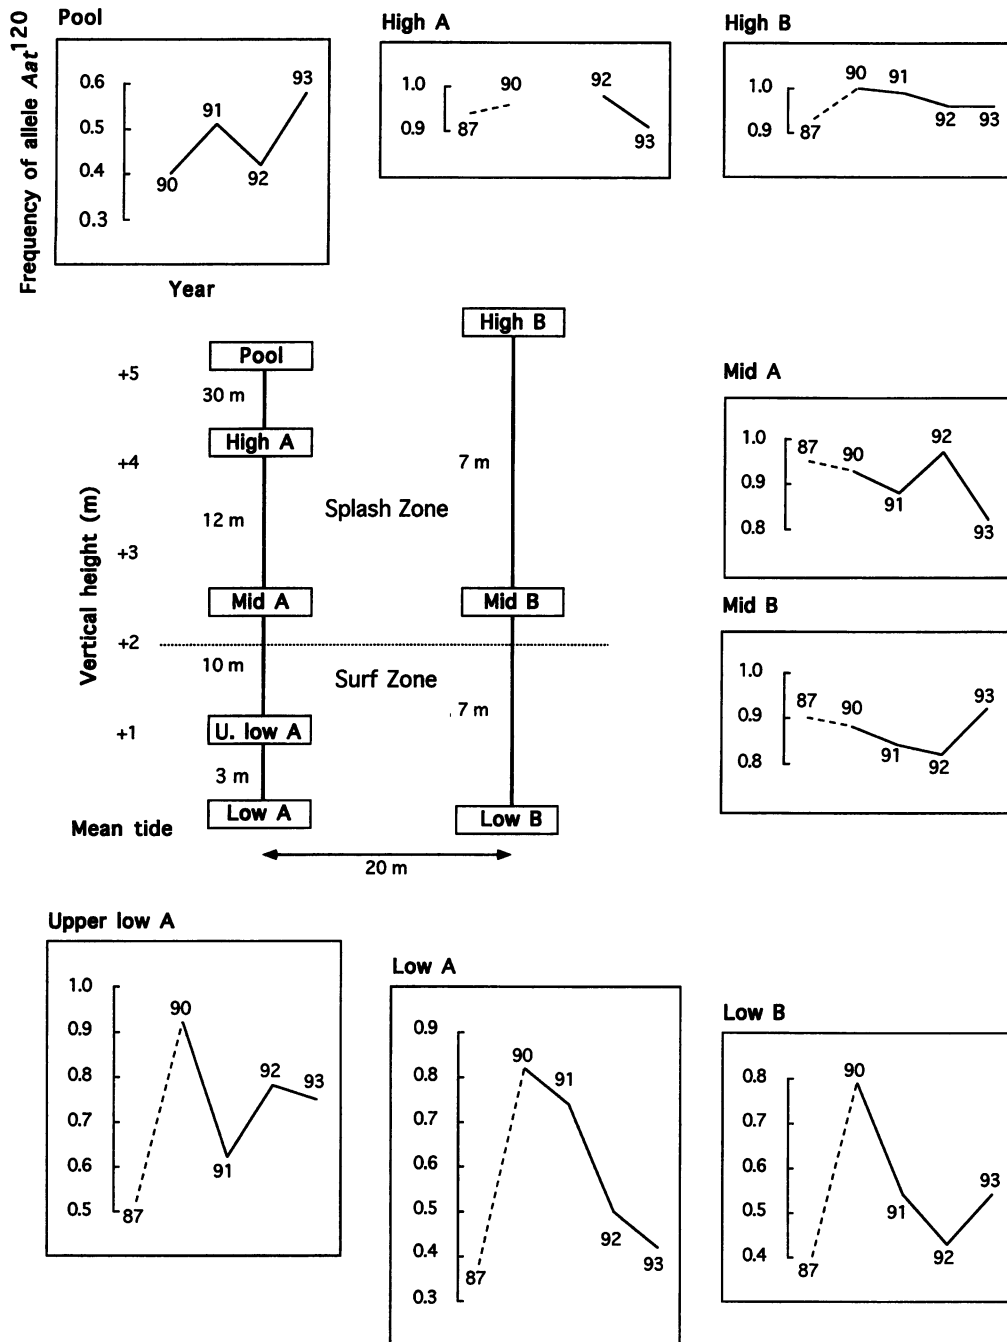 Frequency of allele Aat120
Pool
0.6
0.5
0.4
0.3
90
91
92
93
Year
High A
1.0
0.9
87
90
92
93
High B
1.0
0.9
87
90
91
92
93
Vertical height (m)
+5
+4
+3
+2
+1
Mean tide
Pool
30 m
High A
12 m
Mid A
10 m
U. low A
3 m
Low A
Splash Zone
Surf Zone
High B
7 m
Mid B
7 m
Low B
20 m
Mid A
1.0
0.9
0.8
87
90
91
92
93
Mid B
1.0
0.9
0.8
87
90
91
92
93
Upper low A
1.0
0.9
0.8
0.7
0.6
0.5
87
90
91
92
93
Low A
0.9
0.8
0.7
0.6
0.5
0.4
0.3
87
90
91
92
93
Low B
0.8
0.7
0.6
0.5
0.4
87
90
91
92
93